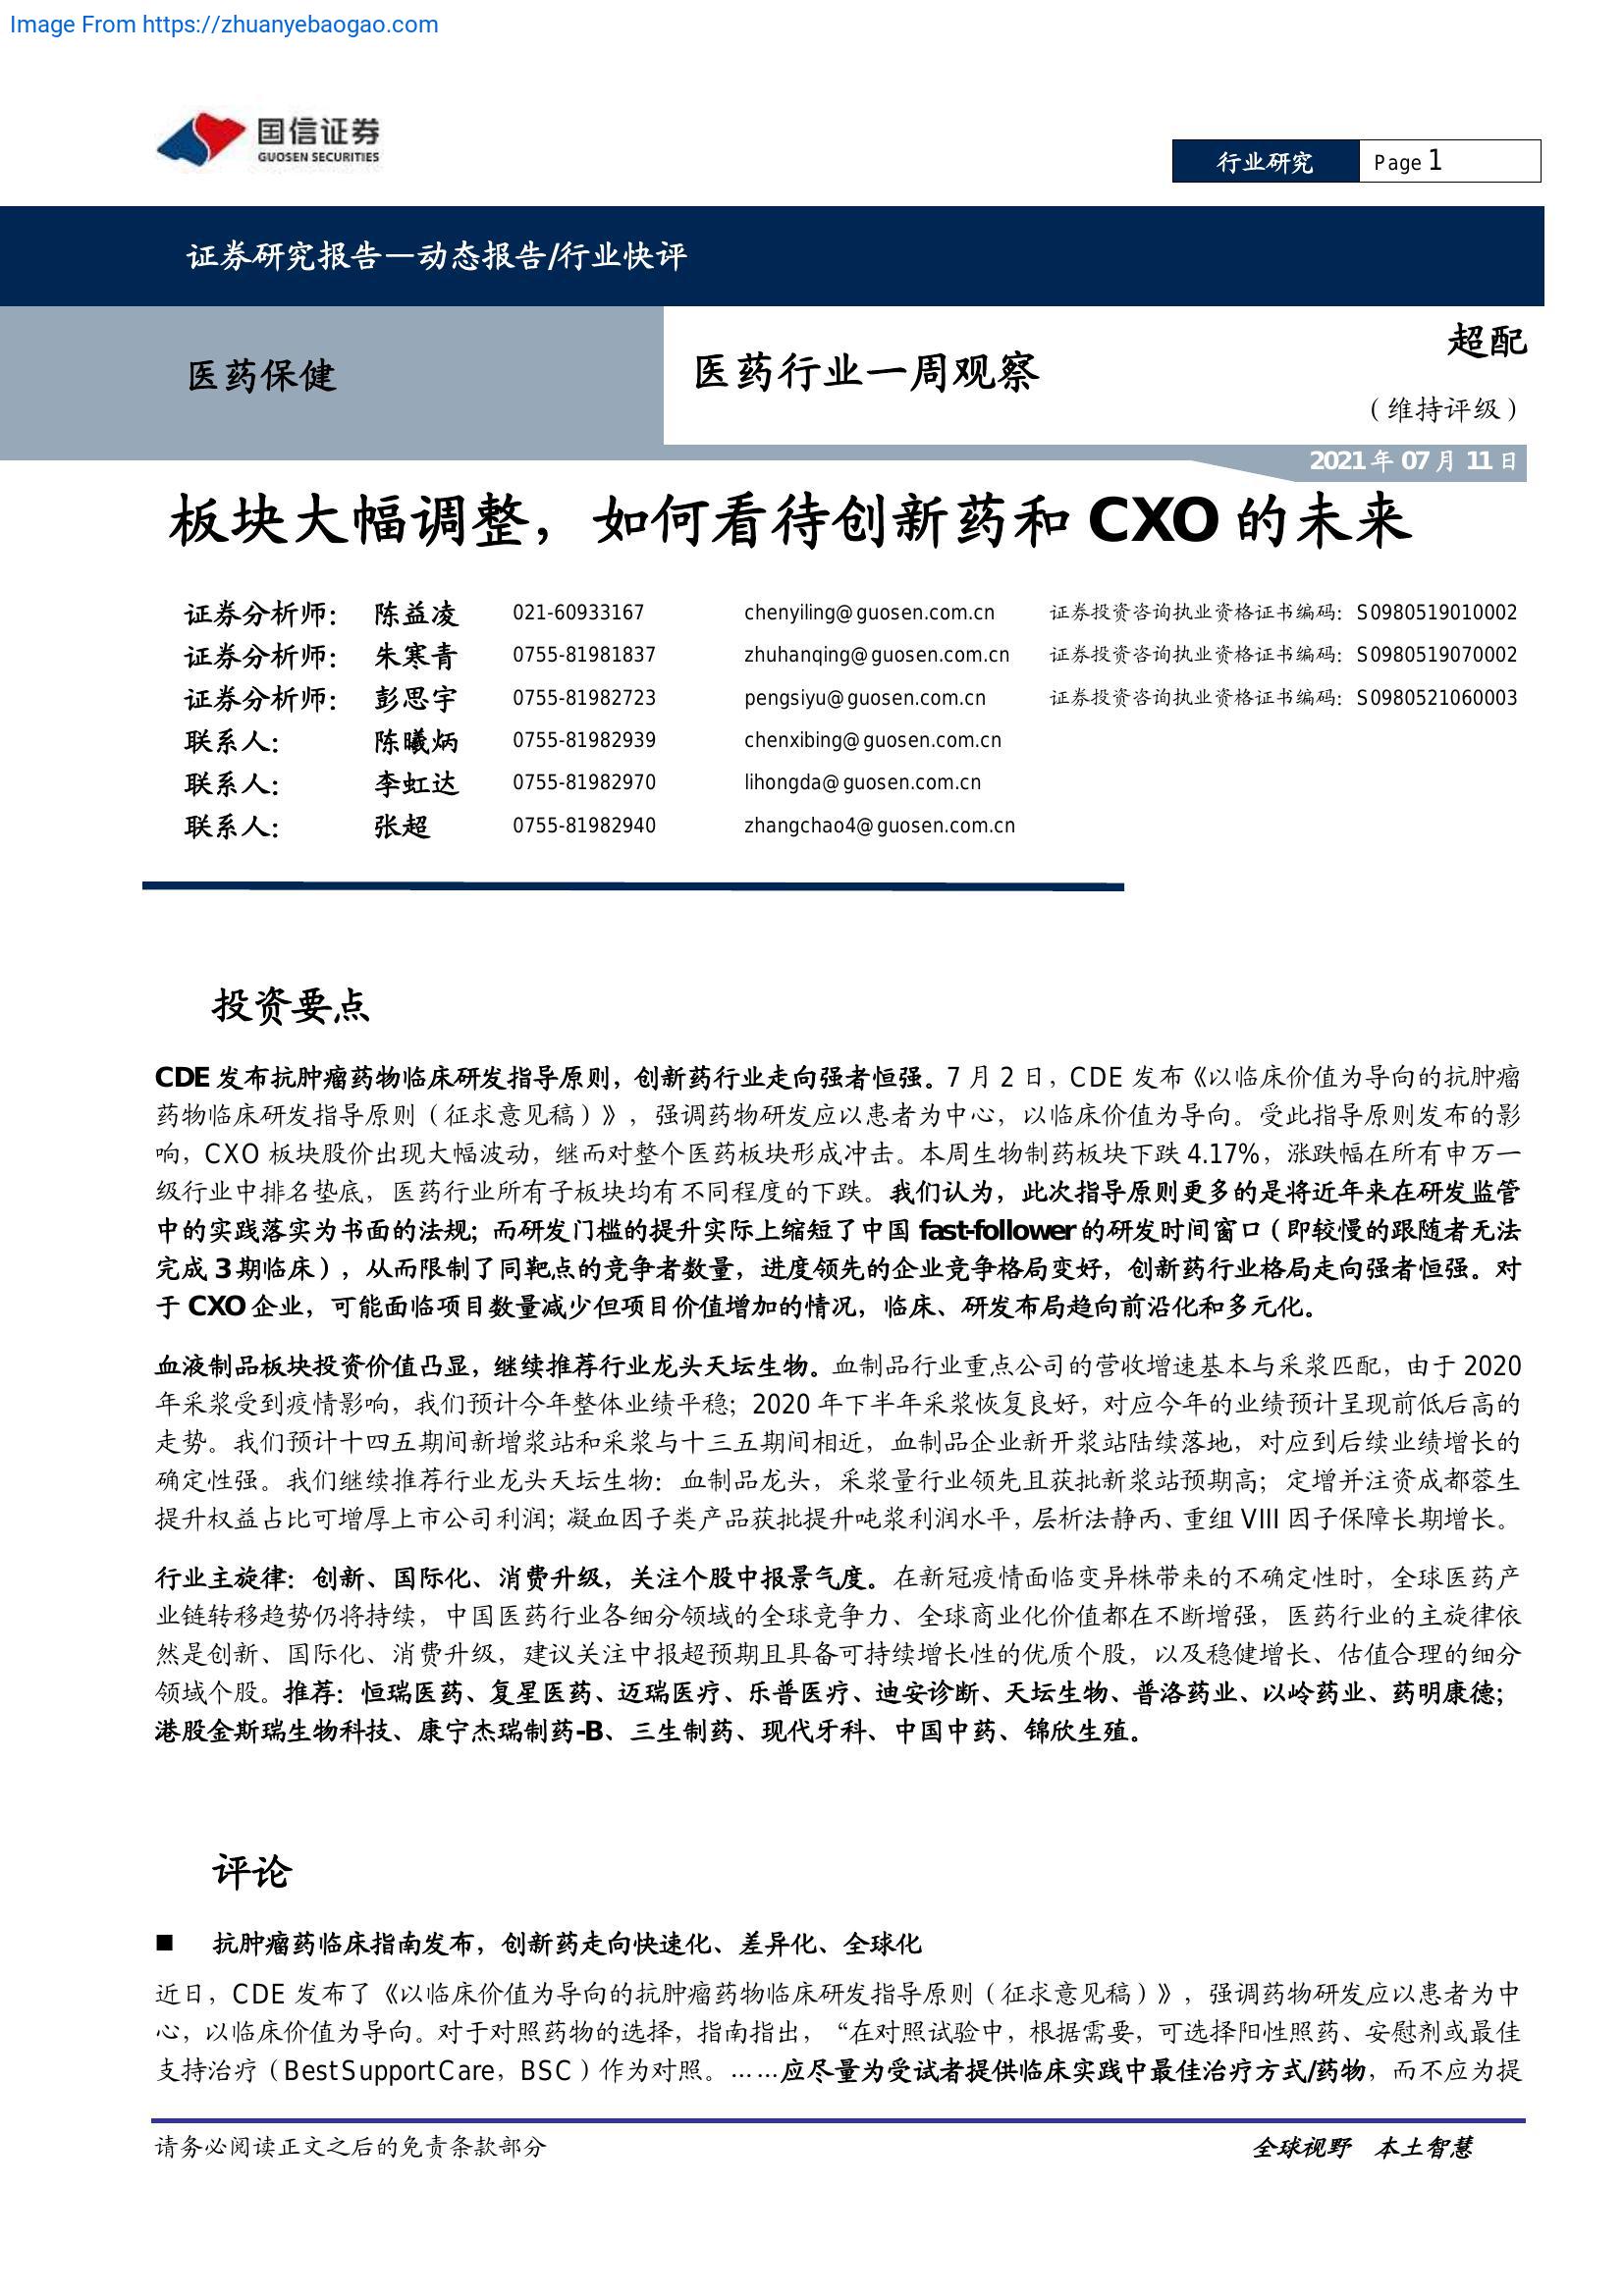 Image From https://zhuanyebaogao.com
国信证券
GUOSEN SECURITIES
行业研究 Page 1
证券研究报告—动态报告/行业快评
医药保健
医药行业一周观察
超配
（维持评级）
2021 年 07 月 11 日
板块大幅调整，如何看待创新药和 CXO 的未来
证券分析师： 陈益凌 021-60933167 chenyiling@guosen.com.cn 证券投资咨询执业资格证书编码：S0980519010002
证券分析师： 朱寒青 0755-81981837 zhuhanqing@guosen.com.cn 证券投资咨询执业资格证书编码：S0980519070002
证券分析师： 彭思宇 0755-81982723 pengsiyu@guosen.com.cn 证券投资咨询执业资格证书编码：S0980521060003
联系人： 陈曦炳 0755-81982939 chenxibing@guosen.com.cn
联系人： 李虹达 0755-81982970 lihongda@guosen.com.cn
联系人： 张超 0755-81982940 zhangchao4@guosen.com.cn
投资要点
CDE 发布抗肿瘤药物临床研发指导原则，创新药行业走向强者恒强。7 月 2 日，CDE 发布《以临床价值为导向的抗肿瘤
药物临床研发指导原则（征求意见稿）》，强调药物研发应以患者为中心，以临床价值为导向。受此指导原则发布的影
响，CXO 板块股价出现大幅波动，继而对整个医药板块形成冲击。本周生物制药板块下跌 4.17%，涨跌幅在所有申万一
级行业中排名垫底，医药行业所有子板块均有不同程度的下跌。我们认为，此次指导原则更多的是将近年来在研发监管
中的实践落实为书面的法规；而研发门槛的提升实际上缩短了中国 fast-follower 的研发时间窗口（即较慢的跟随者无法
完成 3 期临床），从而限制了同靶点的竞争者数量，进度领先的企业竞争格局变好，创新药行业格局走向强者恒强。对
于 CXO 企业，可能面临项目数量减少但项目价值增加的情况，临床、研发布局趋向前沿化和多元化。
血液制品板块投资价值凸显，继续推荐行业龙头天坛生物。血制品行业重点公司的营收增速基本与采浆匹配，由于 2020
年采浆受到疫情影响，我们预计今年整体业绩平稳；2020 年下半年采浆恢复良好，对应今年的业绩预计呈现前低后高的
走势。我们预计十四五期间新增浆站和采浆与十三五期间相近，血制品企业新开浆站陆续落地，对应到后续业绩增长的
确定性强。我们继续推荐行业龙头天坛生物：血制品龙头，采浆量行业领先且获批新浆站预期高；定增并注资成都蓉生
提升权益占比可增厚上市公司利润；凝血因子类产品获批提升吨浆利润水平，层析法静丙、重组 VIII 因子保障长期增长。
行业主旋律：创新、国际化、消费升级，关注个股中报景气度。在新冠疫情面临变异株带来的不确定性时，全球医药产
业链转移趋势仍将持续，中国医药行业各细分领域的全球竞争力、全球商业化价值都在不断增强，医药行业的主旋律依
然是创新、国际化、消费升级，建议关注中报超预期且具备可持续增长性的优质个股，以及稳健增长、估值合理的细分
领域个股。推荐：恒瑞医药、复星医药、迈瑞医疗、乐普医疗、迪安诊断、天坛生物、普洛药业、以岭药业、药明康德；
港股金斯瑞生物科技、康宁杰瑞制药-B、三生制药、现代牙科、中国中药、锦欣生殖。
评论
■ 抗肿瘤药临床指南发布，创新药走向快速化、差异化、全球化
近日，CDE 发布了《以临床价值为导向的抗肿瘤药物临床研发指导原则（征求意见稿）》，强调药物研发应以患者为中
心，以临床价值为导向。对于对照药物的选择，指南指出，“在对照试验中，根据需要，可选择阳性照药、安慰剂或最佳
支持治疗（BestSupportCare，BSC）作为对照。……应尽量为受试者提供临床实践中最佳治疗方式/药物，而不应为提
请务必阅读正文之后的免责条款部分
全球视野 本土智慧